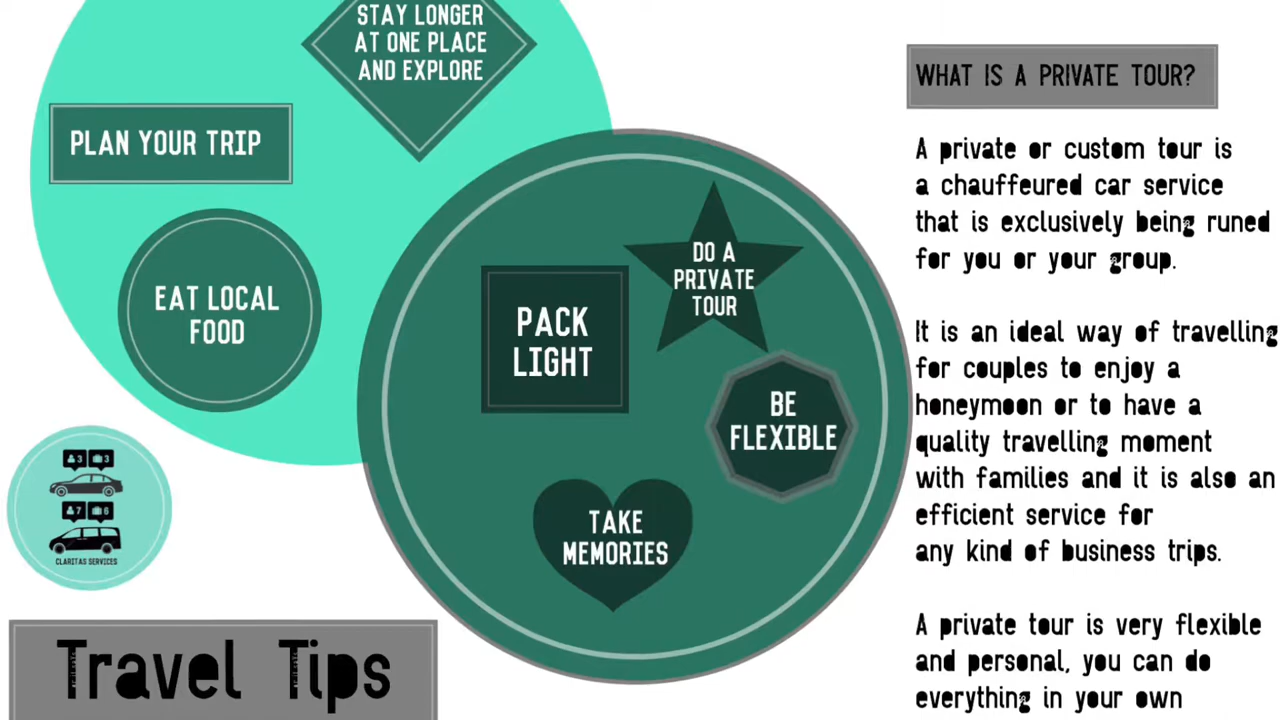 STAY LONGER
AT ONE PLACE
AND EXPLORE
PLAN YOUR TRIP
EAT LOCAL
FOOD
PACK
LIGHT
DO A
PRIVATE
TOUR
BE
FLEXIBLE
TAKE
MEMORIES
3 3
7 6
CLARITAS SERVICES
Travel Tips
WHAT IS A PRIVATE TOUR?
A private or custom tour is
a chauffeured car service
that is exclusively being runed
for you or your group.
It is an ideal way of travelling
for couples to enjoy a
honeymoon or to have a
quality travelling moment
with families and it is also an
efficient service for
any kind of business trips.
A private tour is very flexible
and personal, you can do
everything in your own